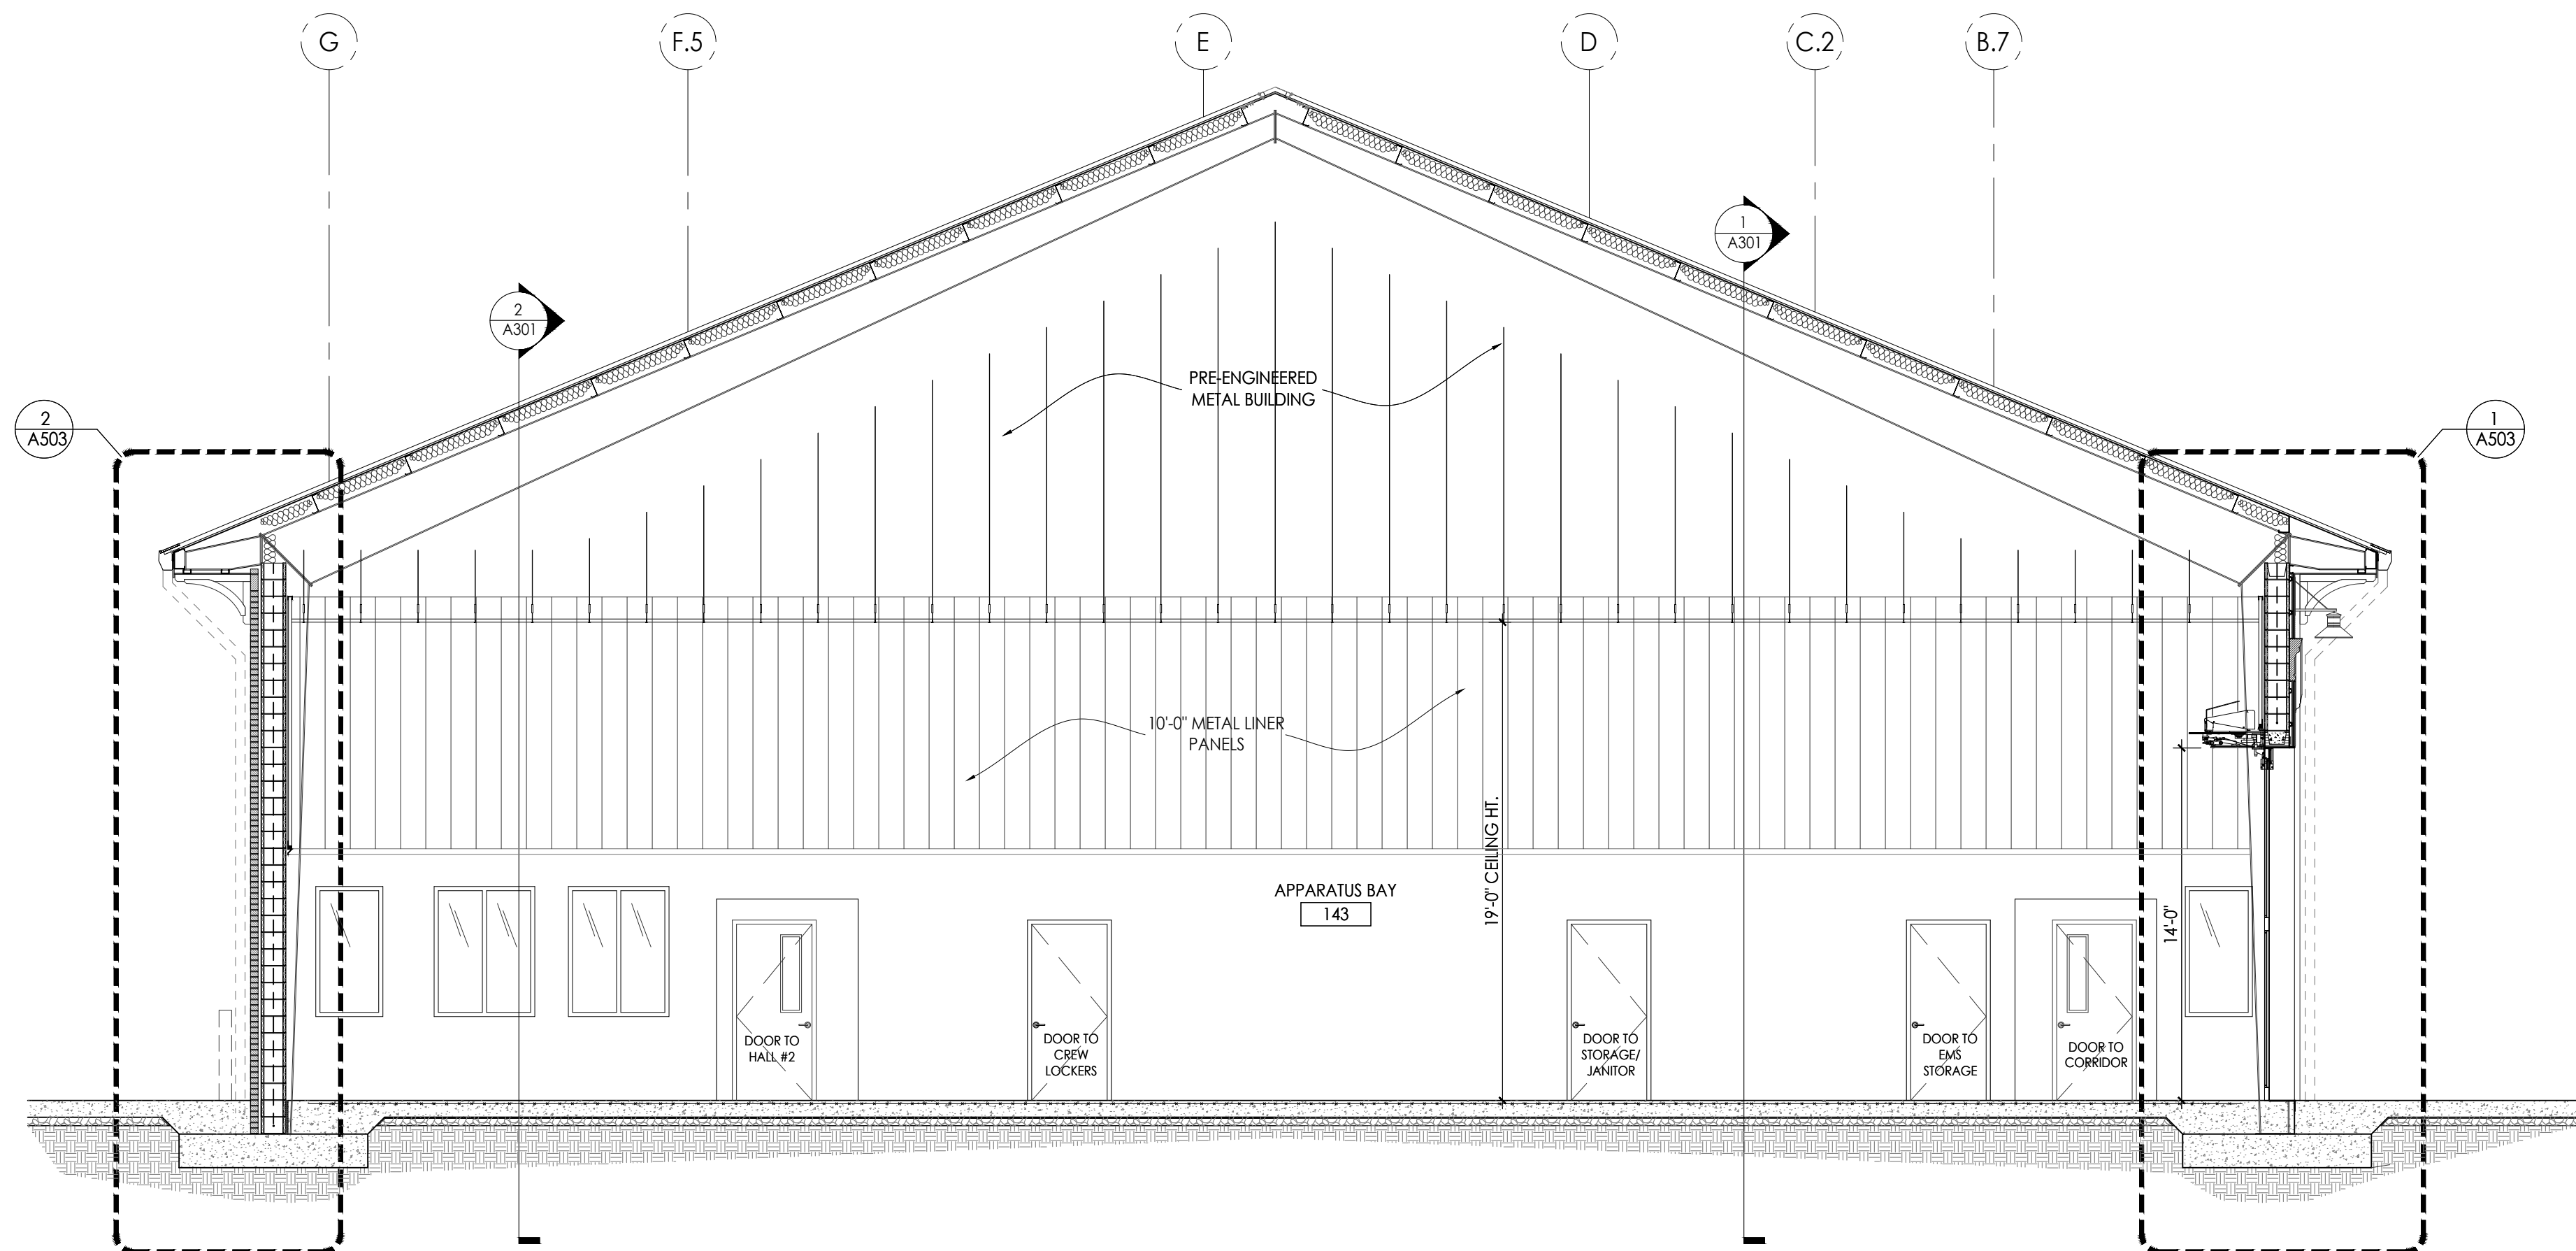 G
F.5
E
D
C.2
B.7
1
A301
2
A301
PRE-ENGINEERED
METAL BUILDING
2
A503
1
A503
10'-0" METAL LINER
PANELS
19'-0" CEILING HT.
APPARATUS BAY
143
14'-0"
DOOR TO
HALL #2
DOOR TO
CREW
LOCKERS
DOOR TO
STORAGE/
JANITOR
DOOR TO
EMS
STORAGE
DOOR TO
CORRIDOR